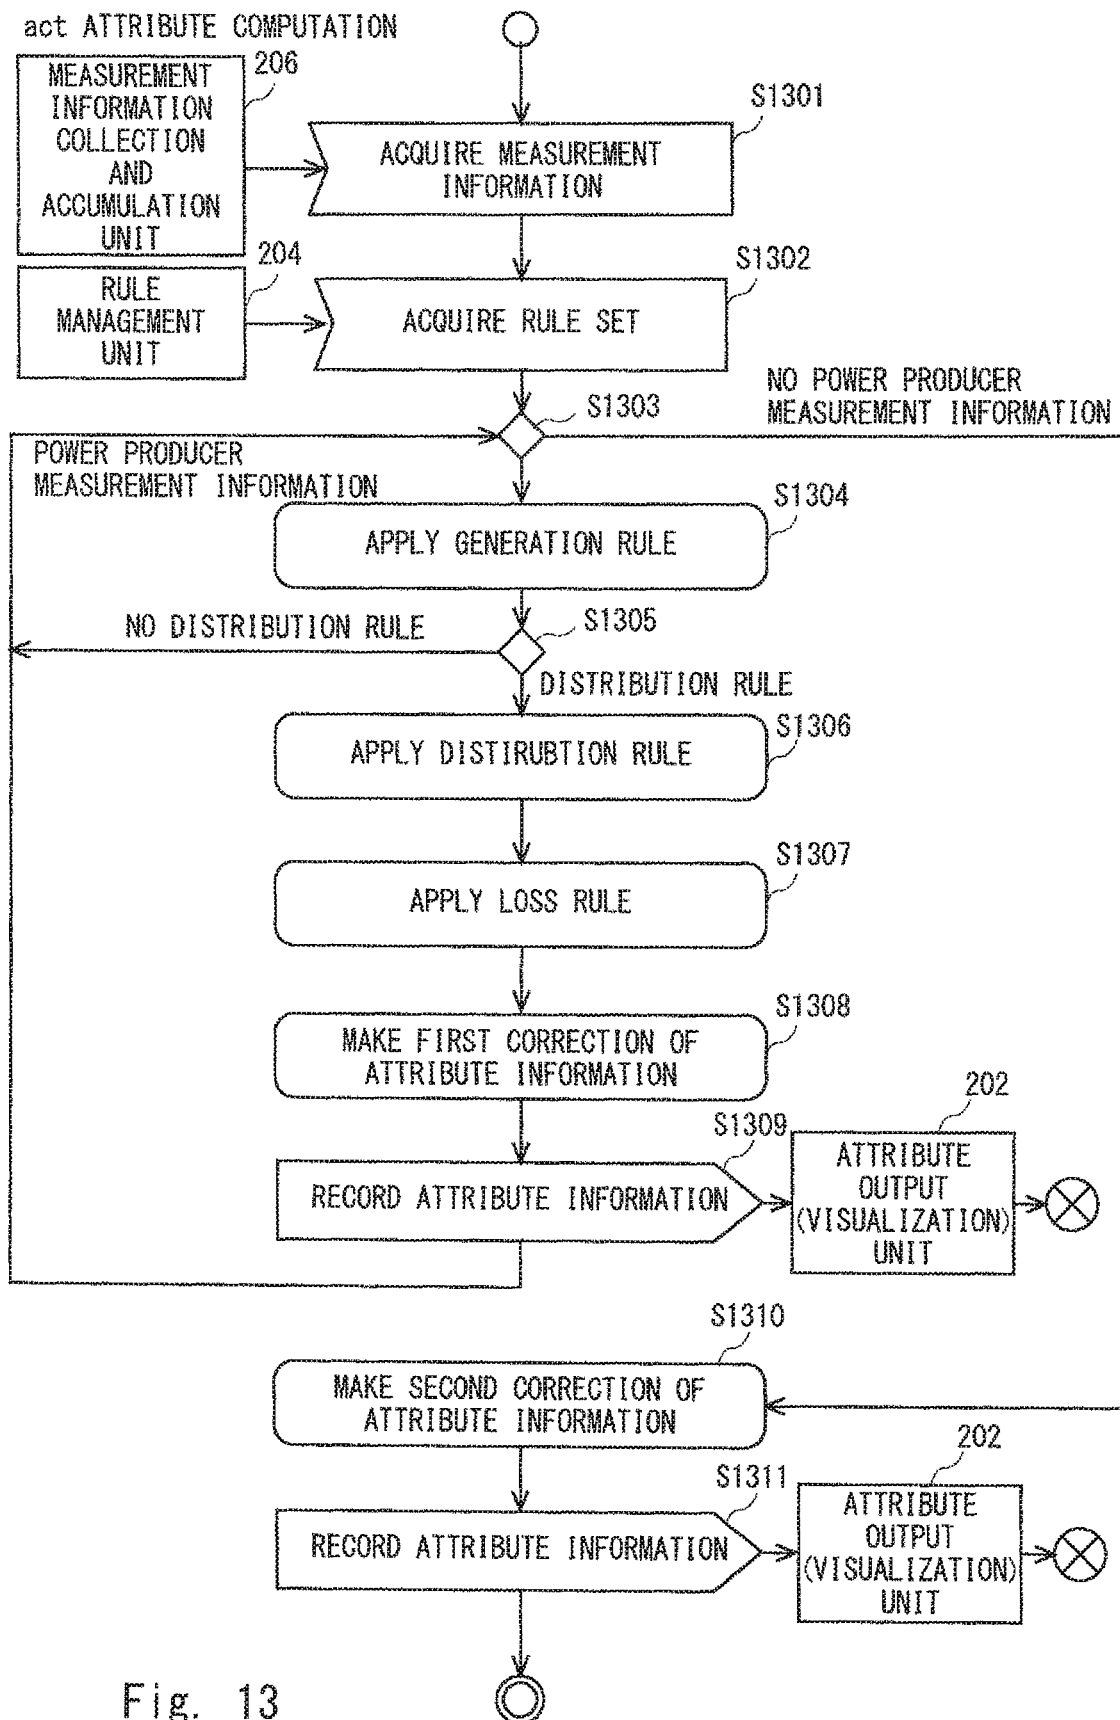 act ATTRIBUTE COMPUTATION
206
MEASUREMENT
INFORMATION
COLLECTION
AND
ACCUMULATION
UNIT
S1301
ACQUIRE MEASUREMENT
INFORMATION
204
RULE
MANAGEMENT
UNIT
S1302
ACQUIRE RULE SET
S1303
NO POWER PRODUCER
MEASUREMENT INFORMATION
POWER PRODUCER
MEASUREMENT INFORMATION
S1304
APPLY GENERATION RULE
S1305
NO DISTRIBUTION RULE
DISTRIBUTION RULE
S1306
APPLY DISTIRUBTION RULE
S1307
APPLY LOSS RULE
S1308
MAKE FIRST CORRECTION OF
ATTRIBUTE INFORMATION
S1309
RECORD ATTRIBUTE INFORMATION
202
ATTRIBUTE
OUTPUT
(VISUALIZATION)
UNIT
S1310
MAKE SECOND CORRECTION OF
ATTRIBUTE INFORMATION
S1311
RECORD ATTRIBUTE INFORMATION
202
ATTRIBUTE
OUTPUT
(VISUALIZATION)
UNIT
Fig. 13